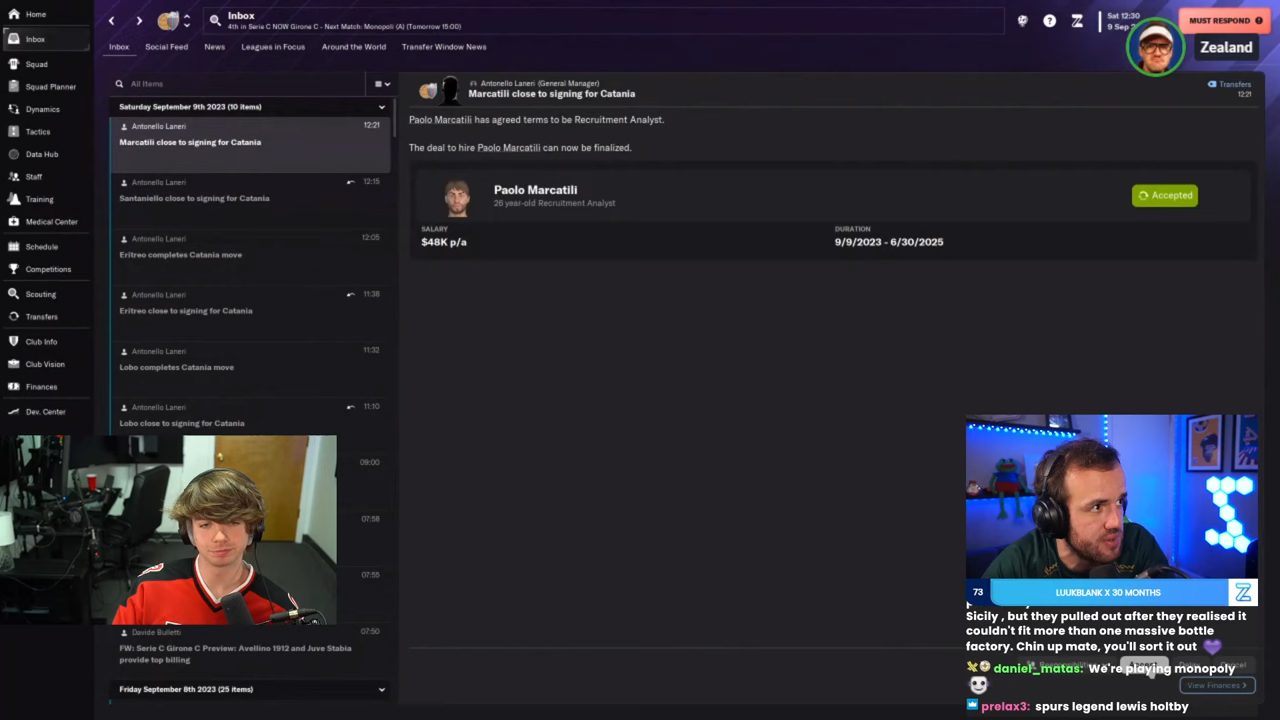 Home
Inbox
Squad
Squad Planner
Dynamics
Tactics
Data Hub
Staff
Training
Medical Center
Schedule
Competitions
Scouting
Transfers
Club Info
Club Vision
Finances
Dev. Center
Inbox
4th in Serie C NOW Girone C - Next Match: Monopoli (A) (Tomorrow 15:00)
Sat 12:30
MUST RESPOND
Zealand
Inbox Social Feed News Leagues in Focus Around the World Transfer Window News
All Items
Saturday September 9th 2023 (10 items)
Antonello Laneri 12:21
Marcatili close to signing for Catania
Antonello Laneri 12:15
Santaniello close to signing for Catania
Antonello Laneri 12:05
Eritreo completes Catania move
Antonello Laneri 11:38
Eritreo close to signing for Catania
Antonello Laneri 11:32
Lobo completes Catania move
Antonello Laneri 11:10
Lobo close to signing for Catania
09:00
07:58
07:55
Davide Bulletti 07:50
FW: Serie C Girone C Preview: Avellino 1912 and Juve Stabia
provide top billing
Friday September 8th 2023 (25 items)
Antonello Laneri (General Manager)
Marcatili close to signing for Catania
Transfers
12:21
Paolo Marcatili has agreed terms to be Recruitment Analyst.
The deal to hire Paolo Marcatili can now be finalized.
Paolo Marcatili
26 year-old Recruitment Analyst
Accepted
SALARY
$48K p/a
DURATION
9/9/2023 - 6/30/2025
73 LUUKBLANK X 30 MONTHS
Sicily , but they pulled out after they realised it
couldn't fit more than one massive bottle
factory. Chin up mate, you'll sort it out
daniel_matas: We're playing monopoly
View Finances >
prelax3: spurs legend lewis holtby